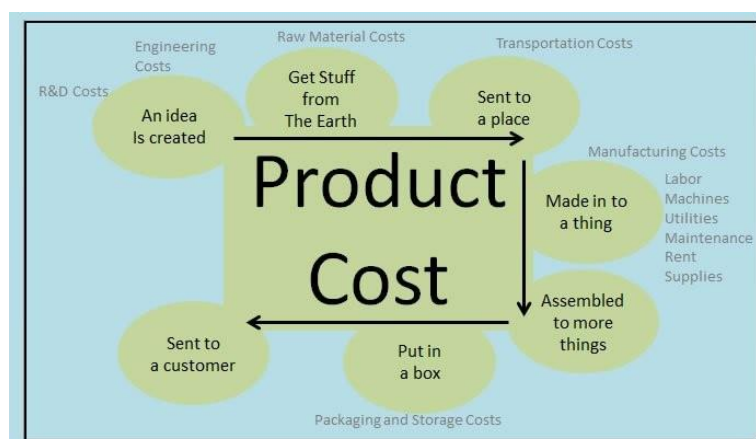 Engineering
Costs
Raw Material Costs
Transportation Costs
R&D Costs
An idea
Is created
Get Stuff
from
The Earth
Sent to
a place
Manufacturing Costs
Labor
Machines
Utilities
Maintenance
Rent
Supplies
Made in to
a thing
Product
Cost
Assembled
to more
things
Put in
a box
Sent to
a customer
Packaging and Storage Costs